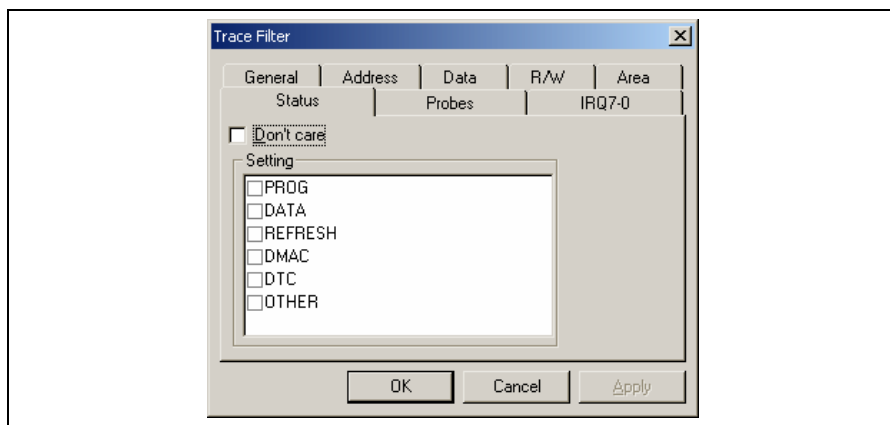 Trace Filter
General Address Data R/W Area
Status Probes IRQ7-0
Don't care
Setting
PROG
DATA
REFRESH
DMAC
DTC
OTHER
OK Cancel Apply